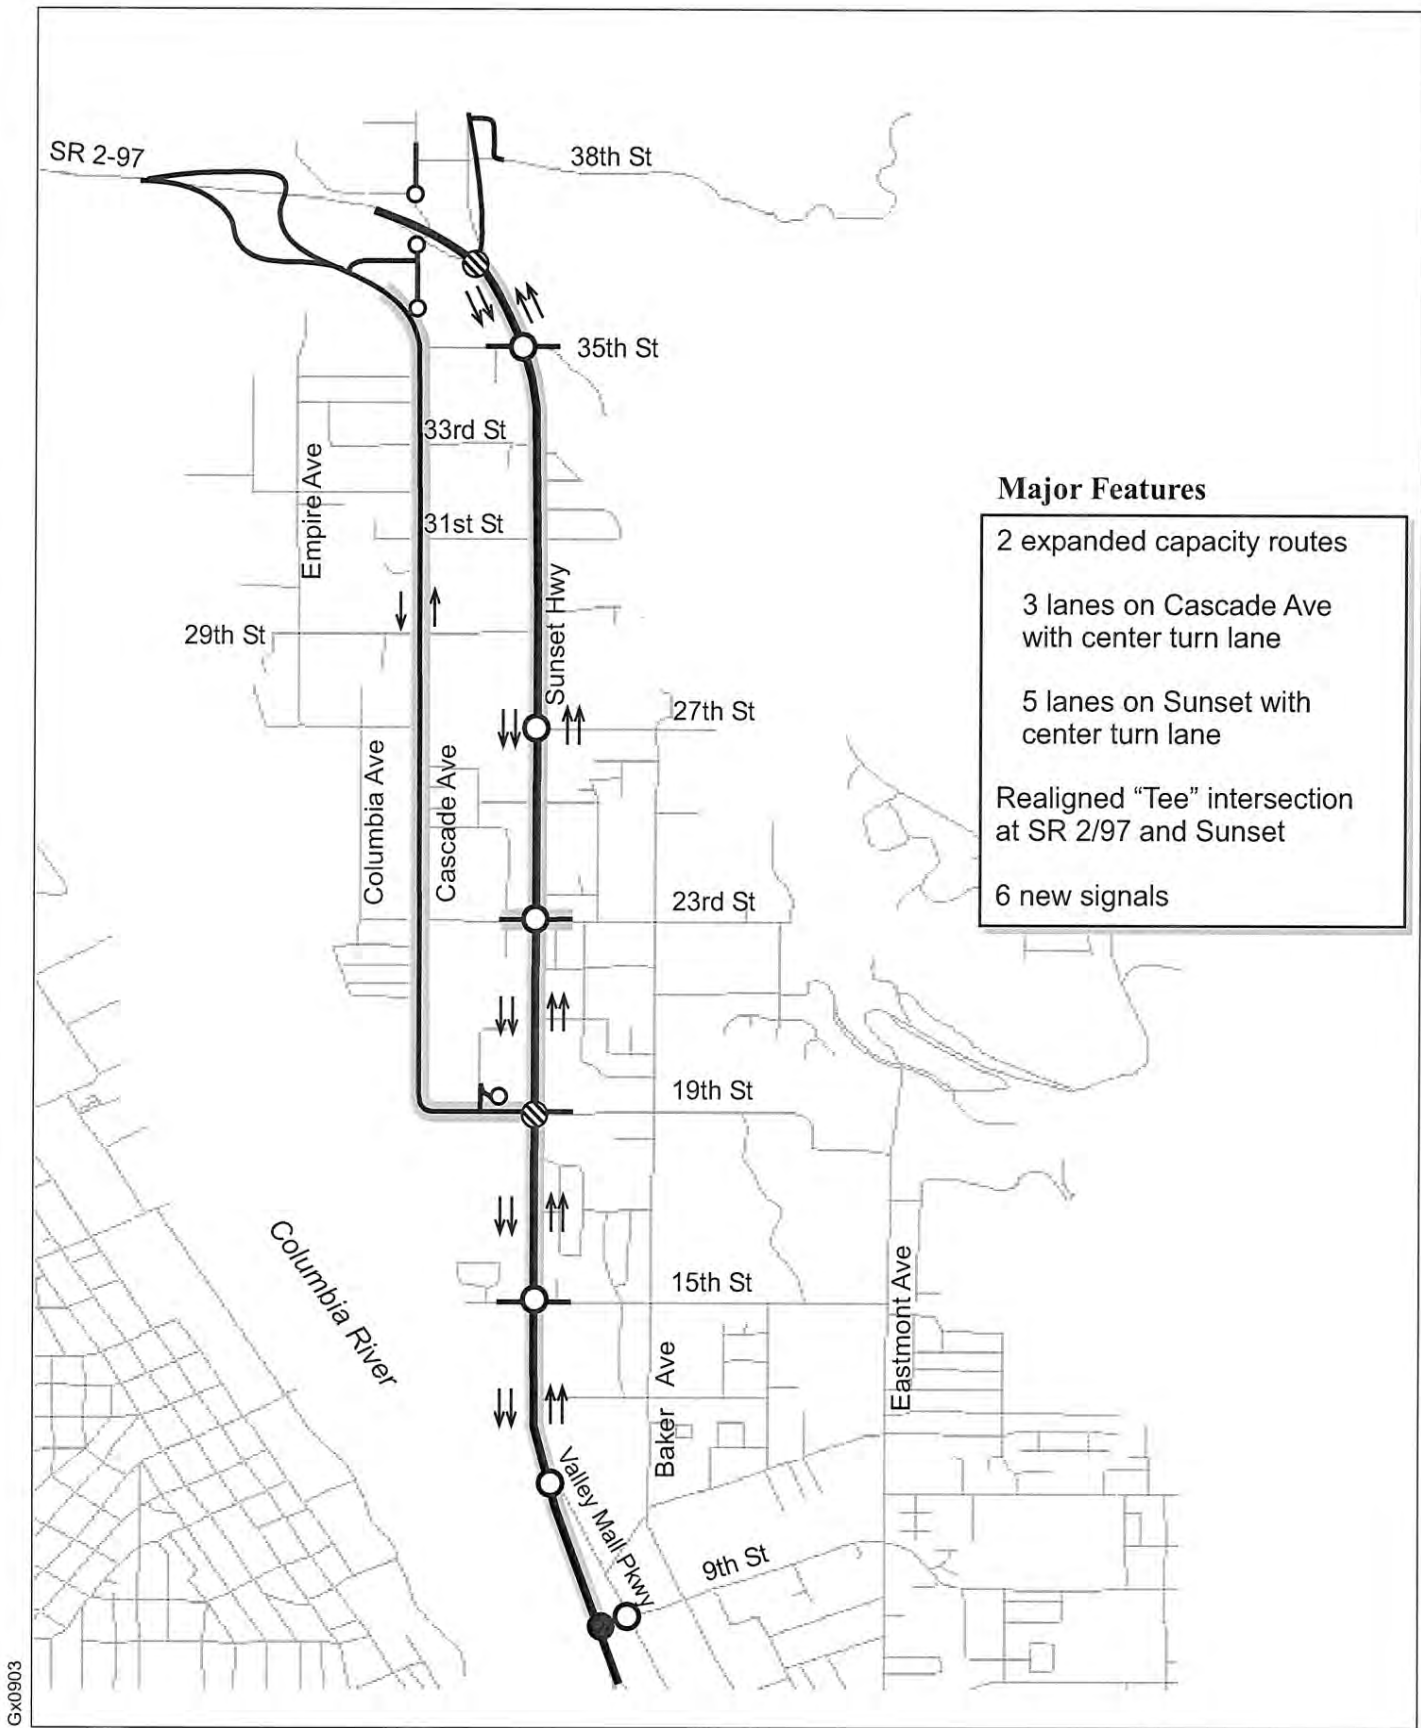 SR 2-97
38th St
35th St
33rd St
Empire Ave
31st St
Sunset Hwy
29th St
27th St
Columbia Ave
Cascade Ave
23rd St
19th St
Columbia River
15th St
Eastmont Ave
Baker Ave
Valley Mall Pkwy
9th St
Major Features
2 expanded capacity routes
3 lanes on Cascade Ave
with center turn lane
5 lanes on Sunset with
center turn lane
Realigned “Tee” intersection
at SR 2/97 and Sunset
6 new signals
Gx0903